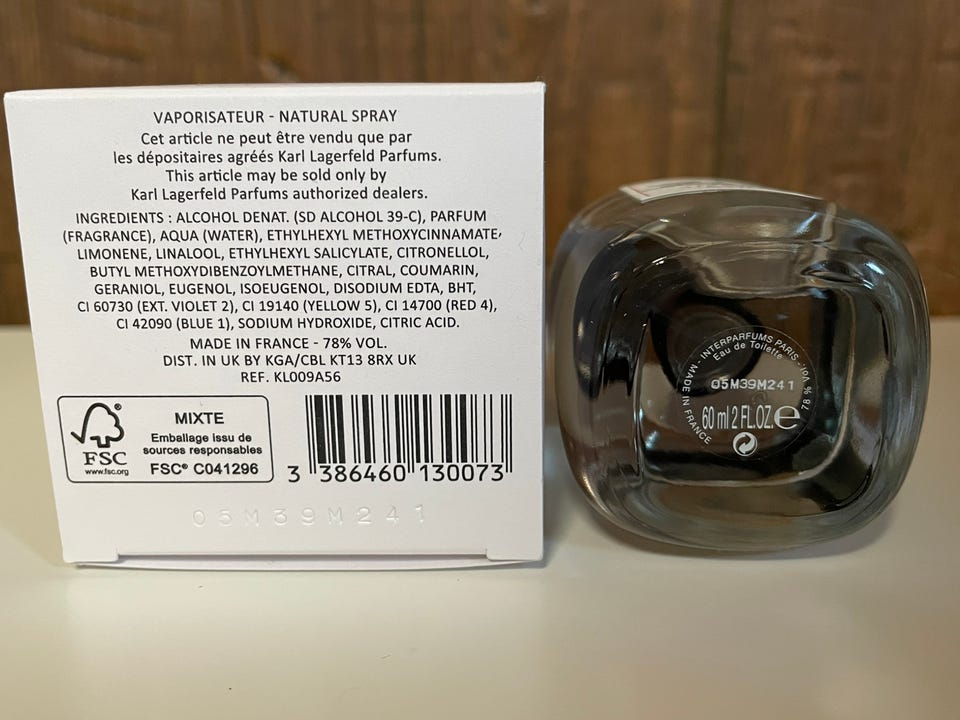 VAPORISATEUR - NATURAL SPRAY
Cet article ne peut être vendu que par
les dépositaires agréés Karl Lagerfeld Parfums.
This article may be sold only by
Karl Lagerfeld Parfums authorized dealers.
INGREDIENTS : ALCOHOL DENAT. (SD ALCOHOL 39-C), PARFUM
(FRAGRANCE), AQUA (WATER), ETHYLHEXYL METHOXYCINNAMATE,
LIMONENE, LINALOOL, ETHYLHEXYL SALICYLATE, CITRONELLOL,
BUTYL METHOXYDIBENZOYLMETHANE, CITRAL, COUMARIN,
GERANIOL, EUGENOL, ISOEUGENOL, DISODIUM EDTA, BHT,
CI 60730 (EXT. VIOLET 2), CI 19140 (YELLOW 5), CI 14700 (RED 4),
CI 42090 (BLUE 1), SODIUM HYDROXIDE, CITRIC ACID.
MADE IN FRANCE - 78% VOL.
DIST. IN UK BY KGA/CBL KT13 8RX UK
REF. KL009A56
FSC
www.fsc.org
MIXTE
Emballage issu de
sources responsables
FSC® C041296
3 386460 130073
05M39M241
MADE IN FRANCE - INTERPARFUMS PARIS - 78 % VOL.
Eau de Toilette
05M39M241
60 ml 2 FL.OZ. e